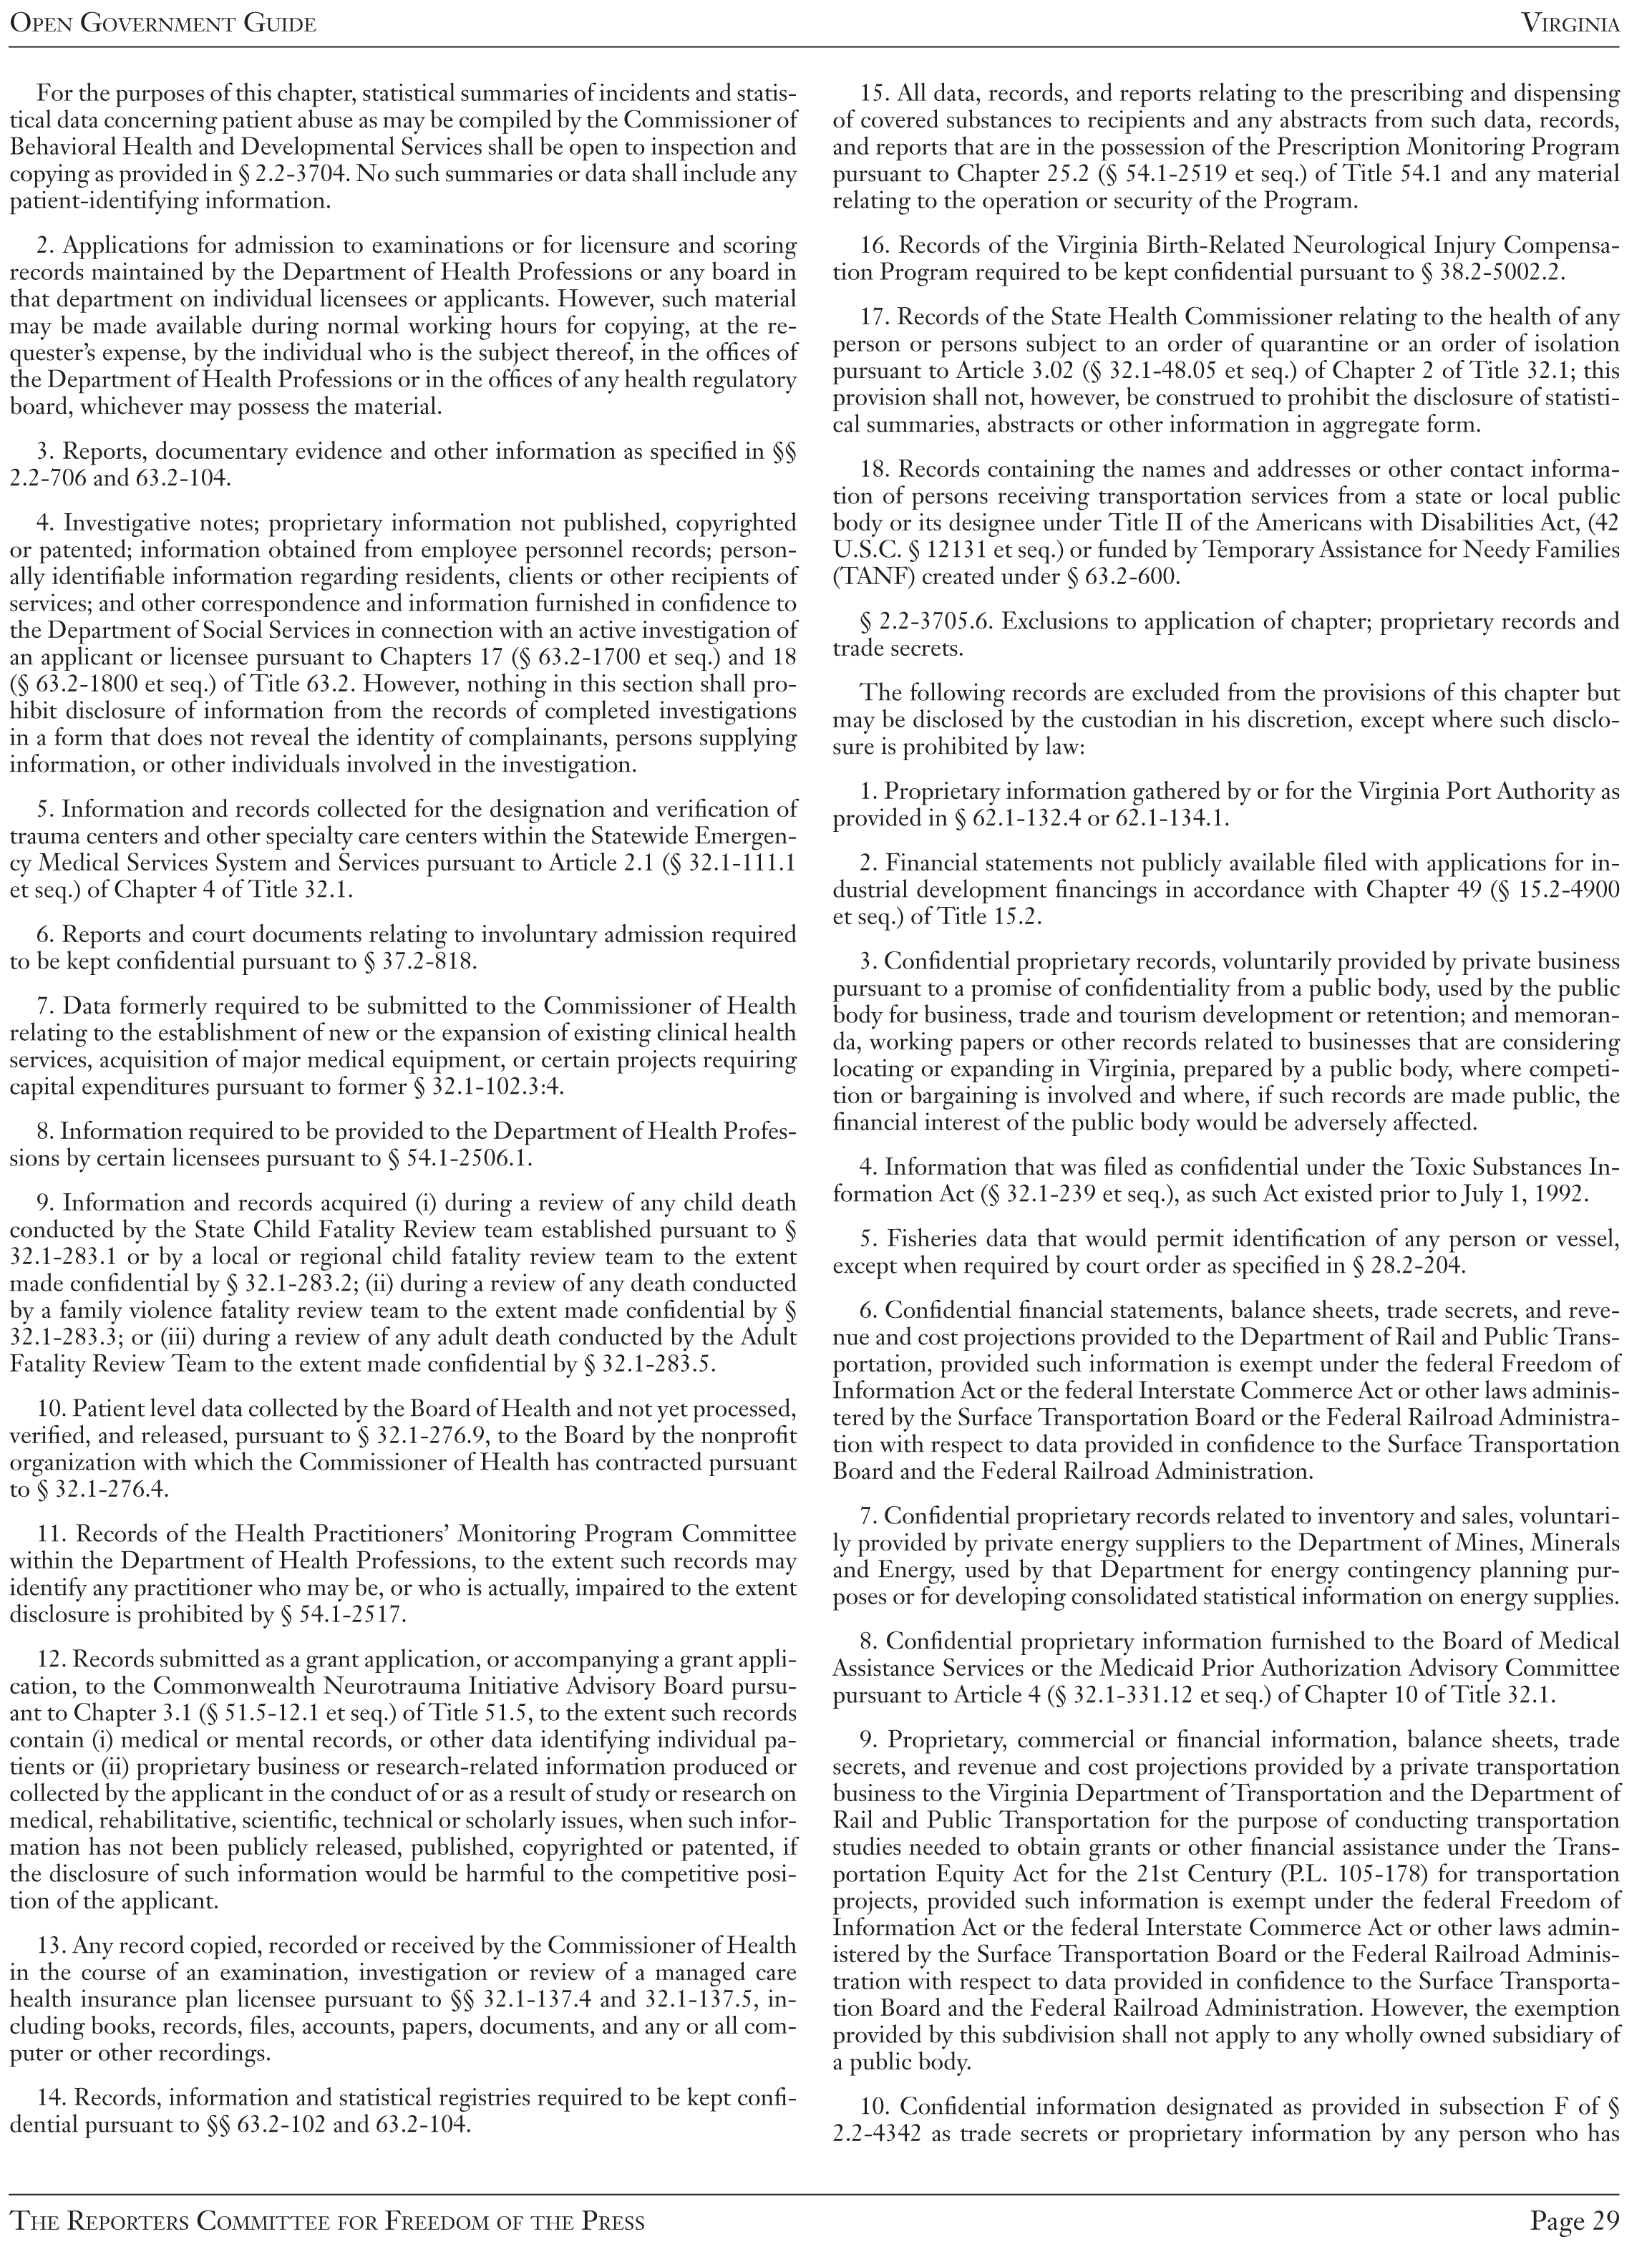 OPEN GOVERNMENT GUIDE
VIRGINIA
For the purposes of this chapter, statistical summaries of incidents and statis-
tical data concerning patient abuse as may be compiled by the Commissioner of
Behavioral Health and Developmental Services shall be open to inspection and
copying as provided in § 2.2-3704. No such summaries or data shall include any
patient-identifying information.
2. Applications for admission to examinations or for licensure and scoring
records maintained by the Department of Health Professions or any board in
that department on individual licensees or applicants. However, such material
may be made available during normal working hours for copying, at the re-
quester's expense, by the individual who is the subject thereof, in the offices of
the Department of Health Professions or in the offices of any health regulatory
board, whichever may possess the material.
3. Reports, documentary evidence and other information as specified in §§
2.2-706 and 63.2-104.
4. Investigative notes; proprietary information not published, copyrighted
or patented; information obtained from employee personnel records; person-
ally identifiable information regarding residents, clients or other recipients of
services; and other correspondence and information furnished in confidence to
the Department of Social Services in connection with an active investigation of
an applicant or licensee pursuant to Chapters 17 (§ 63.2-1700 et seq.) and 18
(§ 63.2-1800 et seq.) of Title 63.2. However, nothing in this section shall pro-
hibit disclosure of information from the records of completed investigations
in a form that does not reveal the identity of complainants, persons supplying
information, or other individuals involved in the investigation.
5. Information and records collected for the designation and verification of
trauma centers and other specialty care centers within the Statewide Emergen-
cy Medical Services System and Services pursuant to Article 2.1 (§ 32.1-111.1
et seq.) of Chapter 4 of Title 32.1.
6. Reports and court documents relating to involuntary admission required
to be kept confidential pursuant to § 37.2-818.
7. Data formerly required to be submitted to the Commissioner of Health
relating to the establishment of new or the expansion of existing clinical health
services, acquisition of major medical equipment, or certain projects requiring
capital expenditures pursuant to former § 32.1-102.3:4.
8. Information required to be provided to the Department of Health Profes-
sions by certain licensees pursuant to § 54.1-2506.1.
9. Information and records acquired (i) during a review of any child death
conducted by the State Child Fatality Review team established pursuant to §
32.1-283.1 or by a local or regional child fatality review team to the extent
made confidential by § 32.1-283.2; (ii) during a review of any death conducted
by a family violence fatality review team to the extent made confidential by §
32.1-283.3; or (iii) during a review of any adult death conducted by the Adult
Fatality Review Team to the extent made confidential by § 32.1-283.5.
10. Patient level data collected by the Board of Health and not yet processed,
verified, and released, pursuant to § 32.1-276.9, to the Board by the nonprofit
organization with which the Commissioner of Health has contracted pursuant
to § 32.1-276.4.
11. Records of the Health Practitioners' Monitoring Program Committee
within the Department of Health Professions, to the extent such records may
identify any practitioner who may be, or who is actually, impaired to the extent
disclosure is prohibited by § 54.1-2517.
12. Records submitted as a grant application, or accompanying a grant appli-
cation, to the Commonwealth Neurotrauma Initiative Advisory Board pursu-
ant to Chapter 3.1 (§ 51.5-12.1 et seq.) of Title 51.5, to the extent such records
contain (i) medical or mental records, or other data identifying individual pa-
tients or (ii) proprietary business or research-related information produced or
collected by the applicant in the conduct of or as a result of study or research on
medical, rehabilitative, scientific, technical or scholarly issues, when such infor-
mation has not been publicly released, published, copyrighted or patented, if
the disclosure of such information would be harmful to the competitive posi-
tion of the applicant.
13. Any record copied, recorded or received by the Commissioner of Health
in the course of an examination, investigation or review of a managed care
health insurance plan licensee pursuant to §§ 32.1-137.4 and 32.1-137.5, in-
cluding books, records, files, accounts, papers, documents, and any or all com-
puter or other recordings.
14. Records, information and statistical registries required to be kept confi-
dential pursuant to §§ 63.2-102 and 63.2-104.
15. All data, records, and reports relating to the prescribing and dispensing
of covered substances to recipients and any abstracts from such data, records,
and reports that are in the possession of the Prescription Monitoring Program
pursuant to Chapter 25.2 (§ 54.1-2519 et seq.) of Title 54.1 and any material
relating to the operation or security of the Program.
16. Records of the Virginia Birth-Related Neurological Injury Compensa-
tion Program required to be kept confidential pursuant to § 38.2-5002.2.
17. Records of the State Health Commissioner relating to the health of any
person or persons subject to an order of quarantine or an order of isolation
pursuant to Article 3.02 (§ 32.1-48.05 et seq.) of Chapter 2 of Title 32.1; this
provision shall not, however, be construed to prohibit the disclosure of statisti-
cal summaries, abstracts or other information in aggregate form.
18. Records containing the names and addresses or other contact informa-
tion of persons receiving transportation services from a state or local public
body or its designee under Title II of the Americans with Disabilities Act, (42
U.S.C. § 12131 et seq.) or funded by Temporary Assistance for Needy Families
(TANF) created under § 63.2-600.
§ 2.2-3705.6. Exclusions to application of chapter; proprietary records and
trade secrets.
The following records are excluded from the provisions of this chapter but
may be disclosed by the custodian in his discretion, except where such disclo-
sure is prohibited by law:
1. Proprietary information gathered by or for the Virginia Port Authority as
provided in § 62.1-132.4 or 62.1-134.1.
2. Financial statements not publicly available filed with applications for in-
dustrial development financings in accordance with Chapter 49 (§ 15.2-4900
et seq.) of Title 15.2.
3. Confidential proprietary records, voluntarily provided by private business
pursuant to a promise of confidentiality from a public body, used by the public
body for business, trade and tourism development or retention; and memoran-
da, working papers or other records related to businesses that are considering
locating or expanding in Virginia, prepared by a public body, where competi-
tion or bargaining is involved and where, if such records are made public, the
financial interest of the public body would be adversely affected.
4. Information that was filed as confidential under the Toxic Substances In-
formation Act (§ 32.1-239 et seq.), as such Act existed prior to July 1, 1992.
5. Fisheries data that would permit identification of any person or vessel,
except when required by court order as specified in § 28.2-204.
6. Confidential financial statements, balance sheets, trade secrets, and reve-
nue and cost projections provided to the Department of Rail and Public Trans-
portation, provided such information is exempt under the federal Freedom of
Information Act or the federal Interstate Commerce Act or other laws adminis-
tered by the Surface Transportation Board or the Federal Railroad Administra-
tion with respect to data provided in confidence to the Surface Transportation
Board and the Federal Railroad Administration.
7. Confidential proprietary records related to inventory and sales, voluntari-
ly provided by private energy suppliers to the Department of Mines, Minerals
and Energy, used by that Department for energy contingency planning pur-
poses or for developing consolidated statistical information on energy supplies.
8. Confidential proprietary information furnished to the Board of Medical
Assistance Services or the Medicaid Prior Authorization Advisory Committee
pursuant to Article 4 (§ 32.1-331.12 et seq.) of Chapter 10 of Title 32.1.
9. Proprietary, commercial or financial information, balance sheets, trade
secrets, and revenue and cost projections provided by a private transportation
business to the Virginia Department of Transportation and the Department of
Rail and Public Transportation for the purpose of conducting transportation
studies needed to obtain grants or other financial assistance under the Trans-
portation Equity Act for the 21st Century (P.L. 105-178) for transportation
projects, provided such information is exempt under the federal Freedom of
Information Act or the federal Interstate Commerce Act or other laws admin-
istered by the Surface Transportation Board or the Federal Railroad Adminis-
tration with respect to data provided in confidence to the Surface Transporta-
tion Board and the Federal Railroad Administration. However, the exemption
provided by this subdivision shall not apply to any wholly owned subsidiary of
a public body.
10. Confidential information designated as provided in subsection F of §
2.2-4342 as trade secrets or proprietary information by any person who has
THE REPORTERS COMMITTEE FOR FREEDOM OF THE PRESS
Page 29